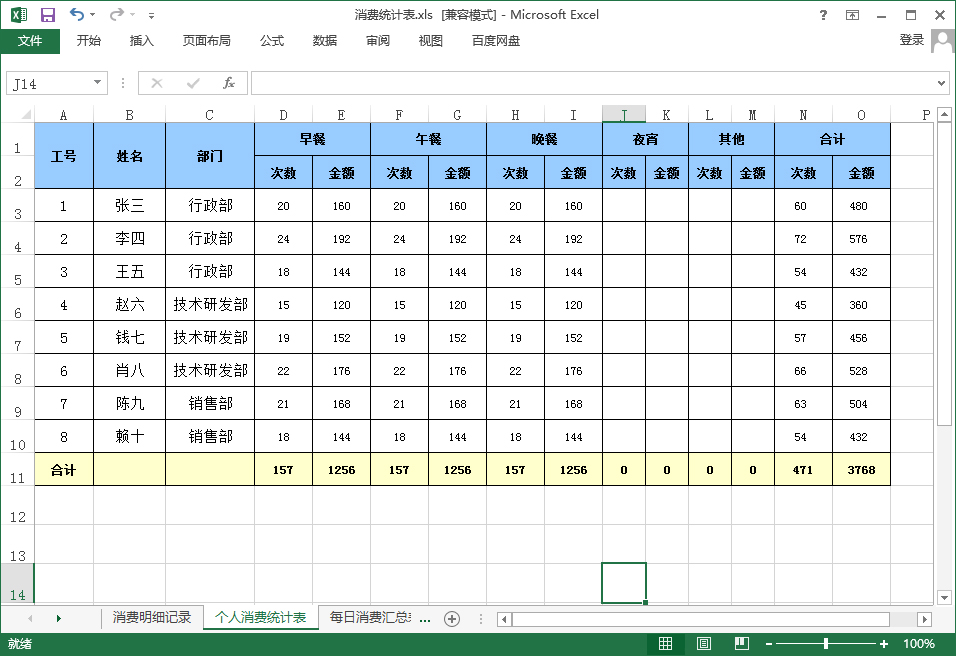 消费统计表.xls [兼容模式] - Microsoft Excel
?
文件 开始 插入 页面布局 公式 数据 审阅 视图 百度网盘 登录
J14 fx
A B C D E F G H I J K L M N O P
1 工号 姓名 部门 早餐 午餐 晚餐 夜宵 其他 合计
2 次数 金额 次数 金额 次数 金额 次数 金额 次数 金额 次数 金额
3 1 张三 行政部 20 160 20 160 20 160 60 480
4 2 李四 行政部 24 192 24 192 24 192 72 576
5 3 王五 行政部 18 144 18 144 18 144 54 432
6 4 赵六 技术研发部 15 120 15 120 15 120 45 360
7 5 钱七 技术研发部 19 152 19 152 19 152 57 456
8 6 肖八 技术研发部 22 176 22 176 22 176 66 528
9 7 陈九 销售部 21 168 21 168 21 168 63 504
10 8 赖十 销售部 18 144 18 144 18 144 54 432
11 合计 157 1256 157 1256 157 1256 0 0 0 0 471 3768
12
13
14
消费明细记录 个人消费统计表 每日消费汇总 ...
就绪 100%